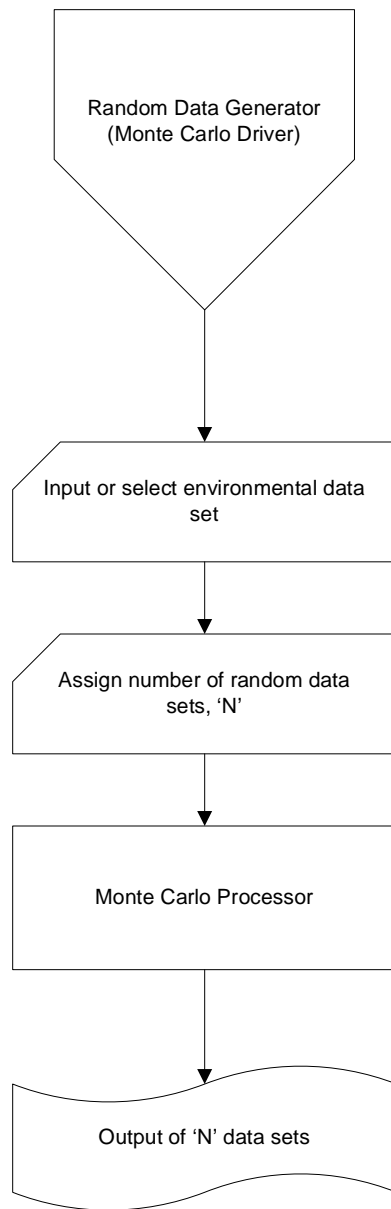 Random Data Generator
(Monte Carlo Driver)
Input or select environmental data
set
Assign number of random data
sets, ‘N’
Monte Carlo Processor
Output of ‘N’ data sets